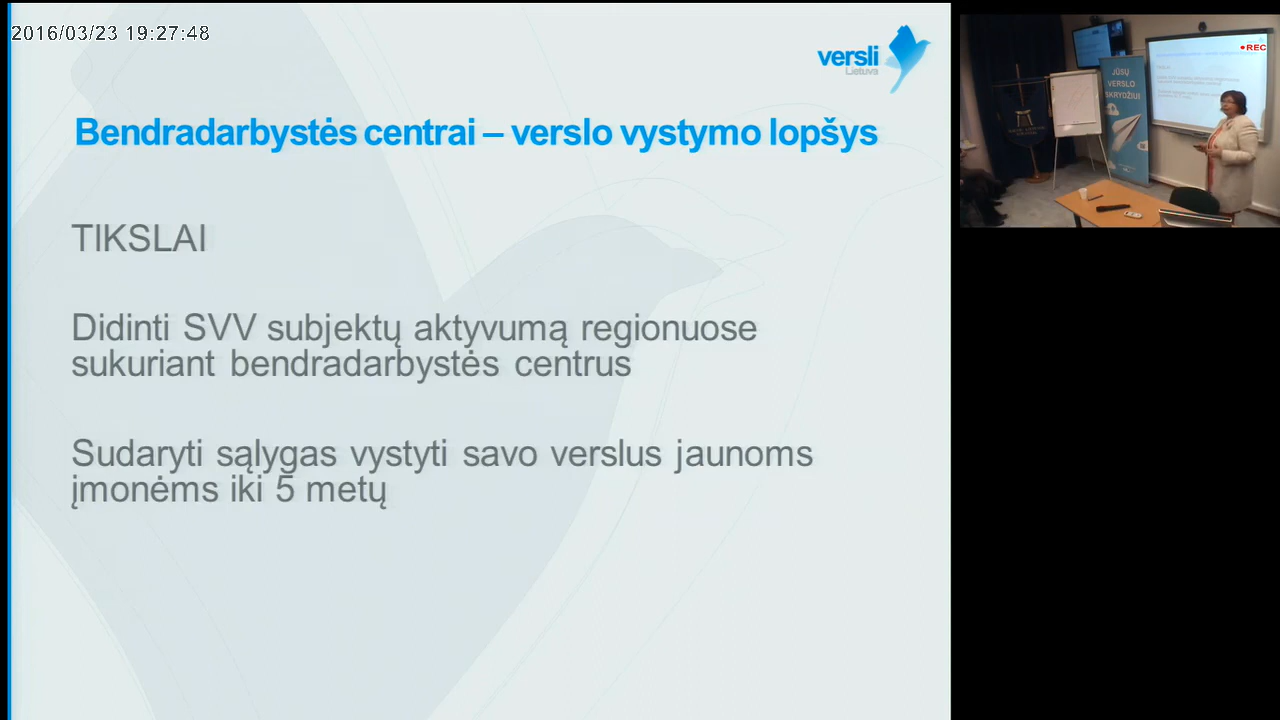 2016/03/23 19:27:48
versli
Lietuva
Bendradarbystės centrai – verslo vystymo lopšys
TIKSLAI
Didinti SVV subjektų aktyvumą regionuose
sukuriant bendradarbystės centrus
Sudaryti sąlygas vystyti savo verslus jaunoms
įmonėms iki 5 metų
REC
JŪSŲ
VERSLO
SKRYDŽIUI